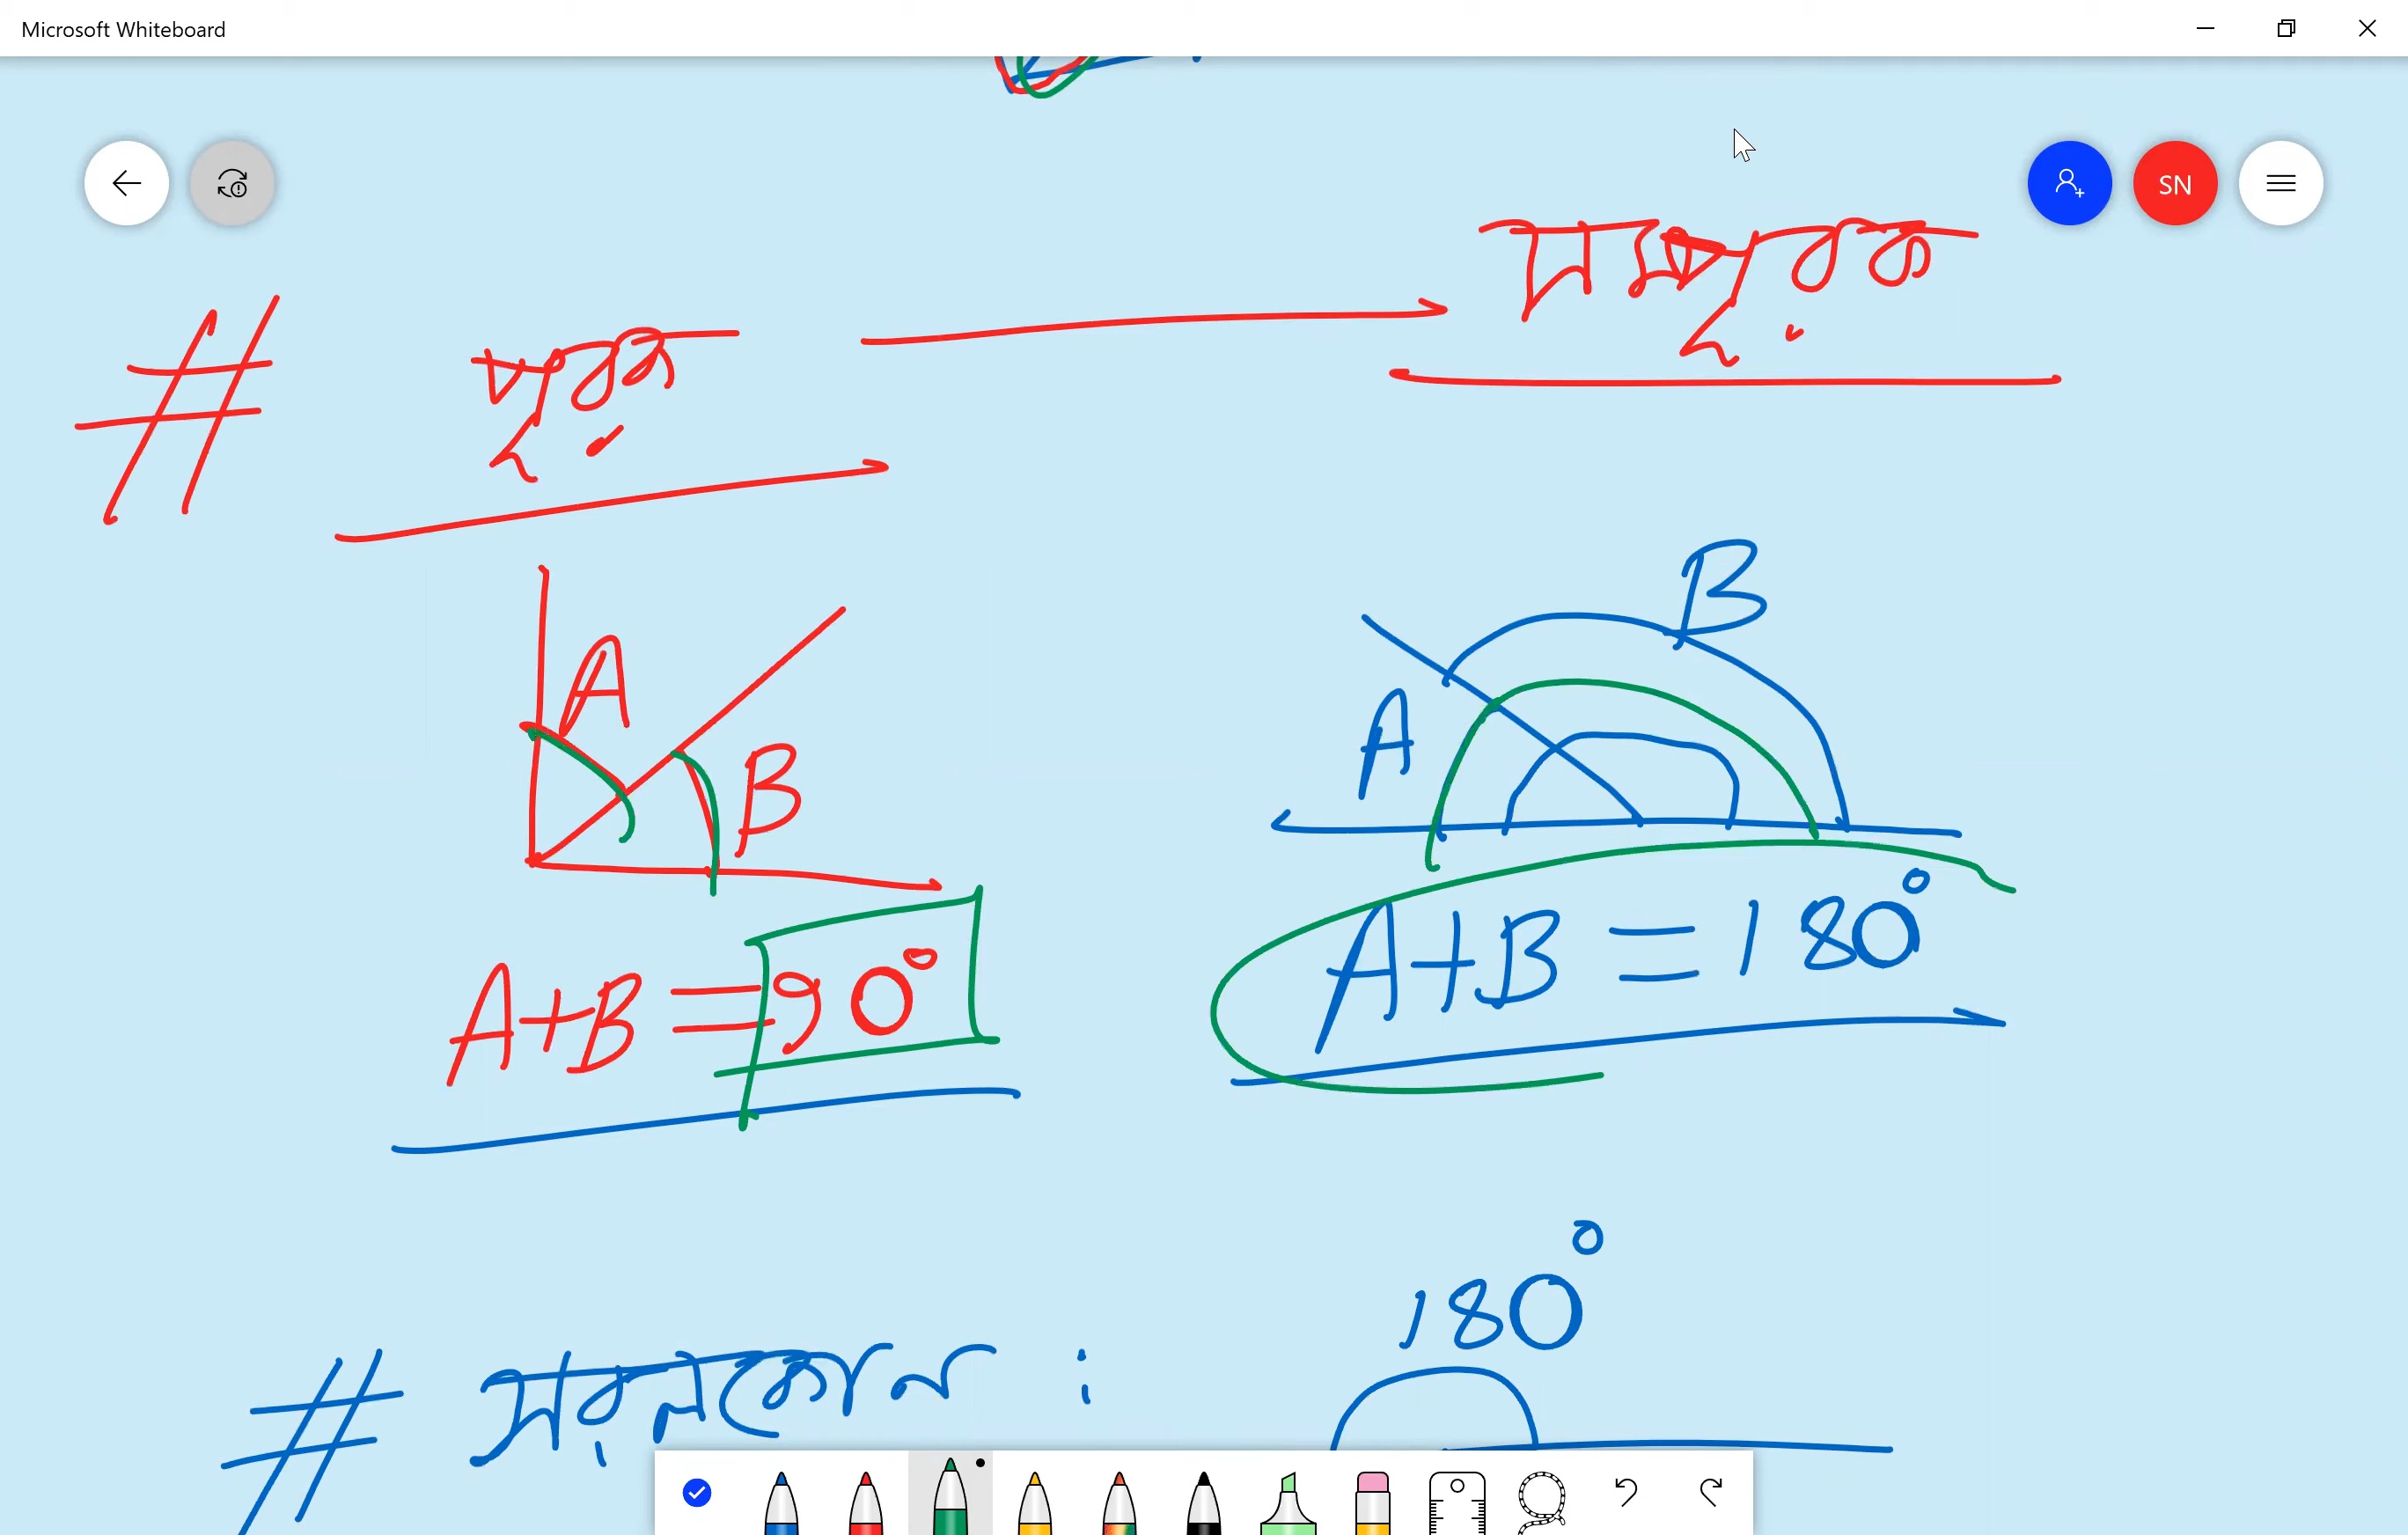 Microsoft Whiteboard
SN
# পূরক
সম্পূরক
A
B
B
A
A+B=90°
A+B=180°
180°
# সরলকোন :